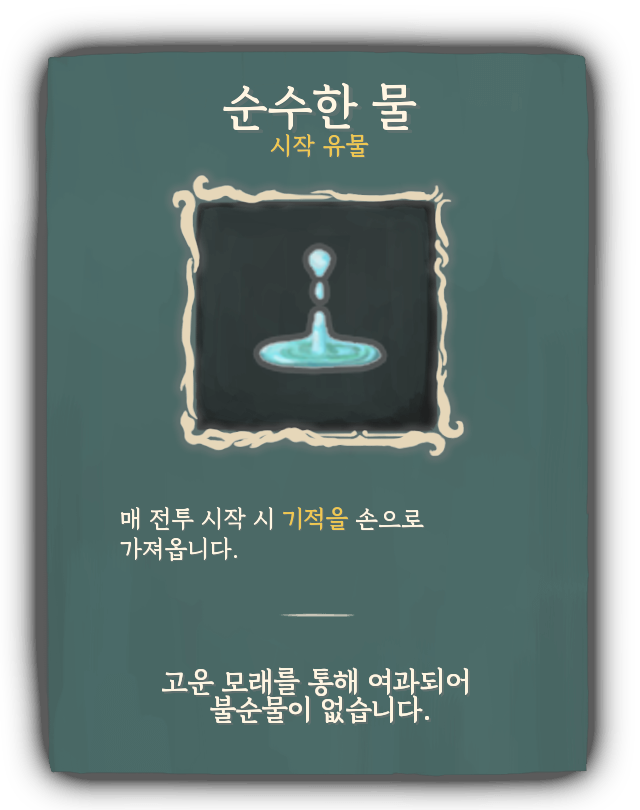 순수한 물
시작 유물
매 전투 시작 시 기적을 손으로
가져옵니다.
고운 모래를 통해 여과되어
불순물이 없습니다.